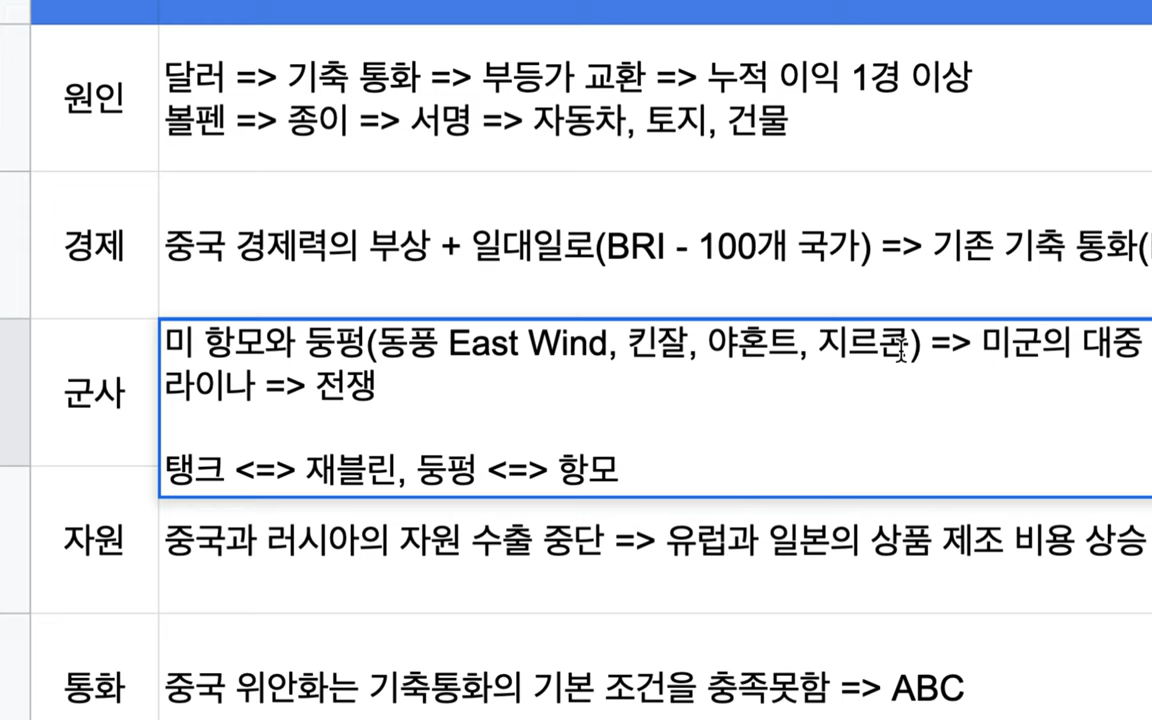 원인
달러 => 기축 통화 => 부등가 교환 => 누적 이익 1경 이상
볼펜 => 종이 => 서명 => 자동차, 토지, 건물
경제
중국 경제력의 부상 + 일대일로(BRI - 100개 국가) => 기존 기축 통화(
군사
미 항모와 둥펑(동풍 East Wind, 킨잘, 야혼트, 지르콘) => 미군의 대중
라이나 => 전쟁
탱크 <=> 재블린, 둥펑 <=> 항모
자원
중국과 러시아의 자원 수출 중단 => 유럽과 일본의 상품 제조 비용 상승
통화
중국 위안화는 기축통화의 기본 조건을 충족못함 => ABC